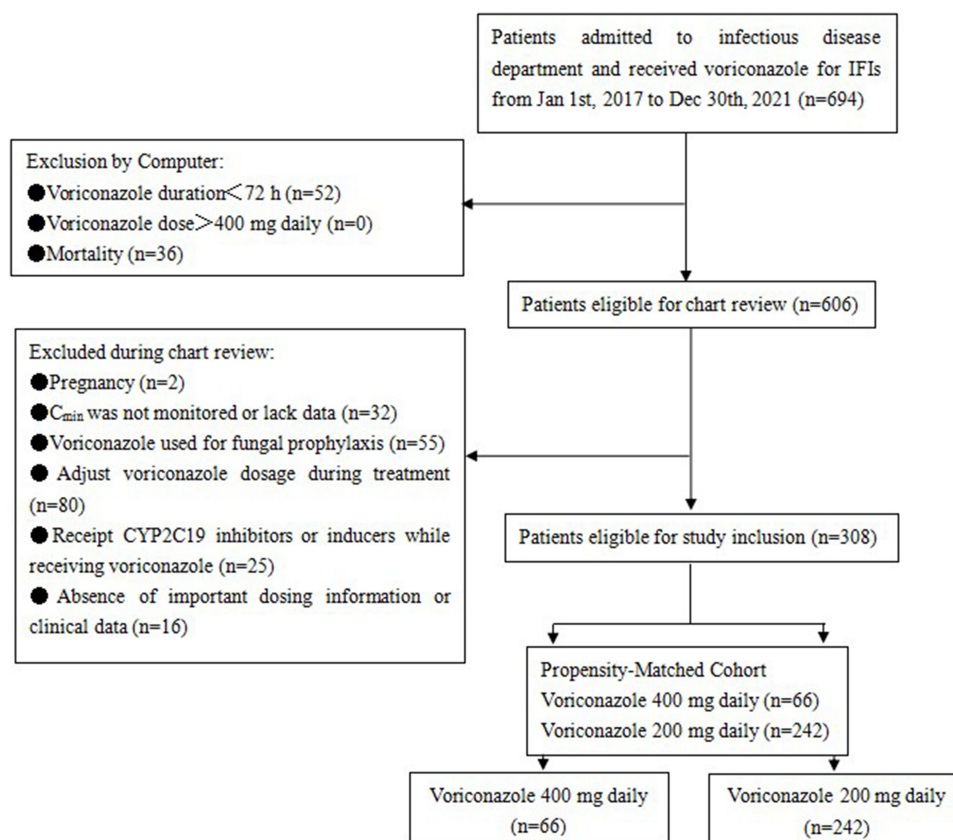 Patients admitted to infectious disease
department and received voriconazole for IFIs
from Jan 1st, 2017 to Dec 30th, 2021 (n=694)
Exclusion by Computer:
●Voriconazole duration＜72 h (n=52)
●Voriconazole dose＞400 mg daily (n=0)
●Mortality (n=36)
Patients eligible for chart review (n=606)
Excluded during chart review:
●Pregnancy (n=2)
●Cmin was not monitored or lack data (n=32)
●Voriconazole used for fungal prophylaxis (n=55)
● Adjust voriconazole dosage during treatment
(n=80)
●Receipt CYP2C19 inhibitors or inducers while
receiving voriconazole (n=25)
● Absence of important dosing information or
clinical data (n=16)
Patients eligible for study inclusion (n=308)
Propensity-Matched Cohort
Voriconazole 400 mg daily (n=66)
Voriconazole 200 mg daily (n=242)
Voriconazole 400 mg daily
(n=66)
Voriconazole 200 mg daily
(n=242)